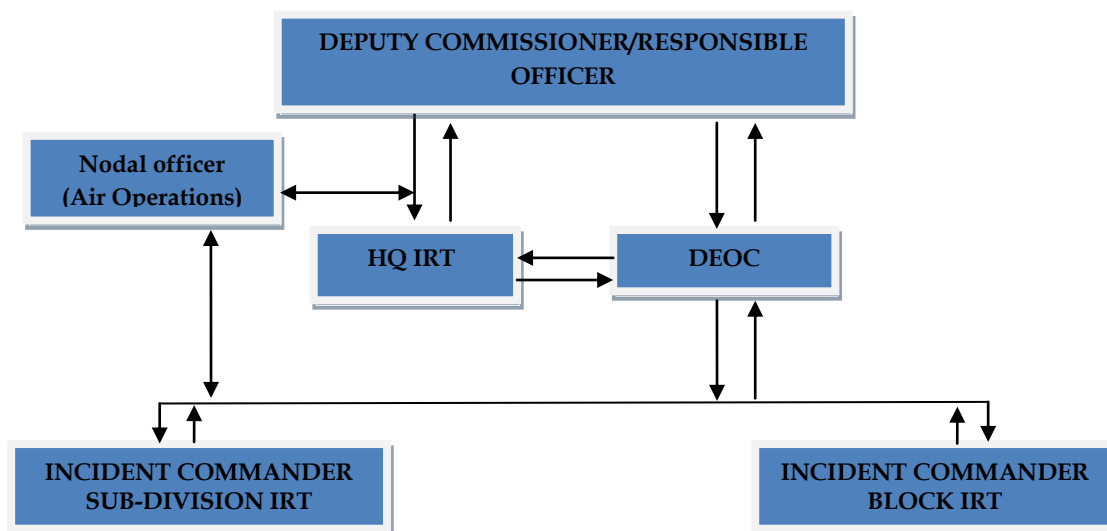 DEPUTY COMMISSIONER/RESPONSIBLE
OFFICER
Nodal officer
(Air Operations)
HQ IRT
DEOC
INCIDENT COMMANDER
SUB-DIVISION IRT
INCIDENT COMMANDER
BLOCK IRT